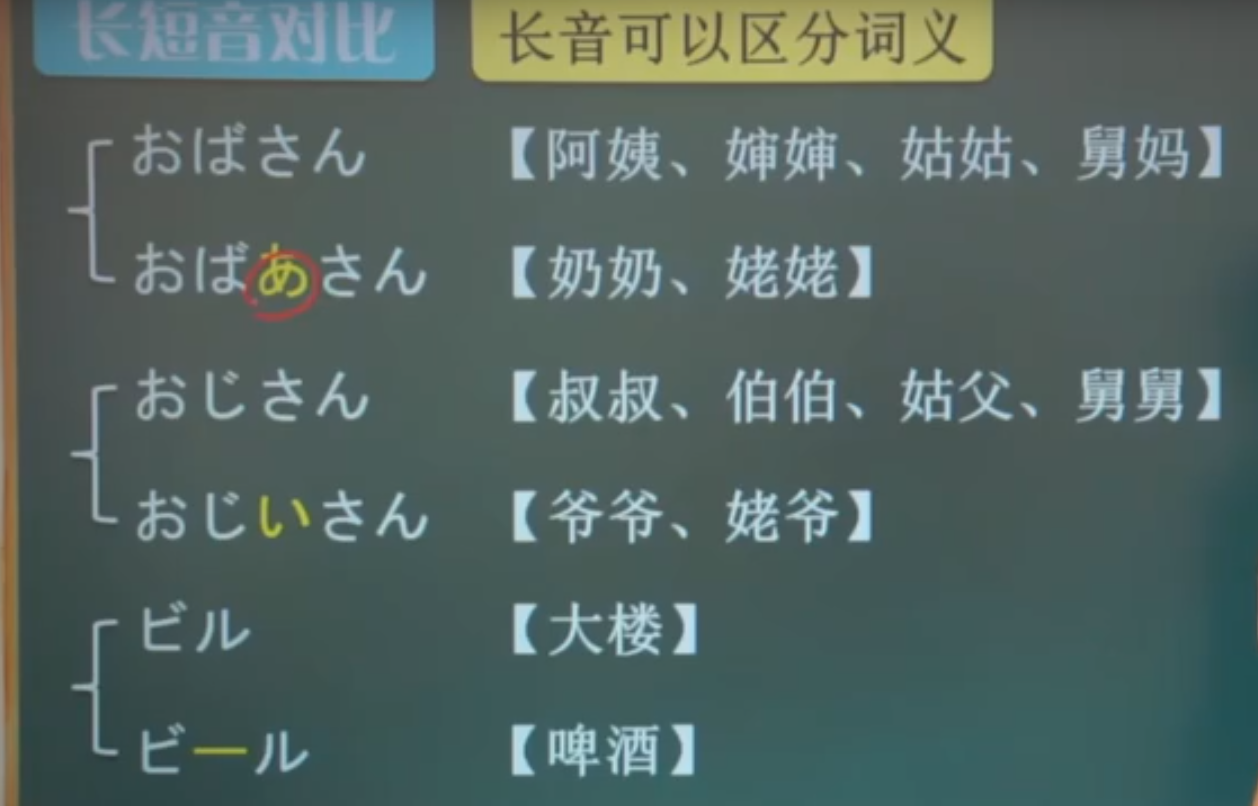 长短音对比 长音可以区分词义
おばさん 【阿姨、婶婶、姑姑、舅妈】
おばあさん 【奶奶、姥姥】
おじさん 【叔叔、伯伯、姑父、舅舅】
おじいさん 【爷爷、姥爷】
ビル 【大楼】
ビール 【啤酒】